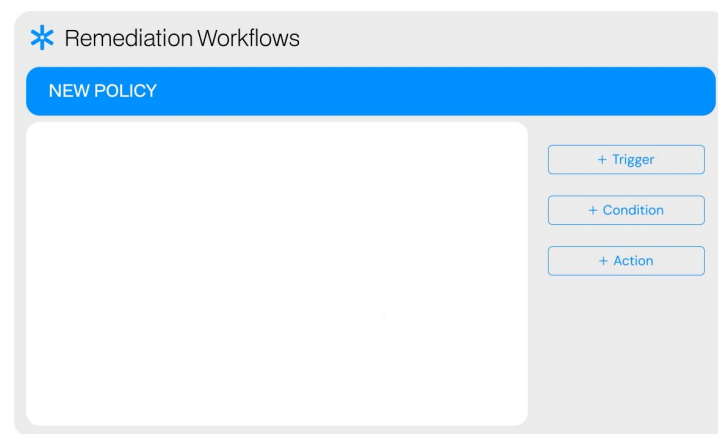 Remediation Workflows
NEW POLICY
+ Trigger
+ Condition
+ Action